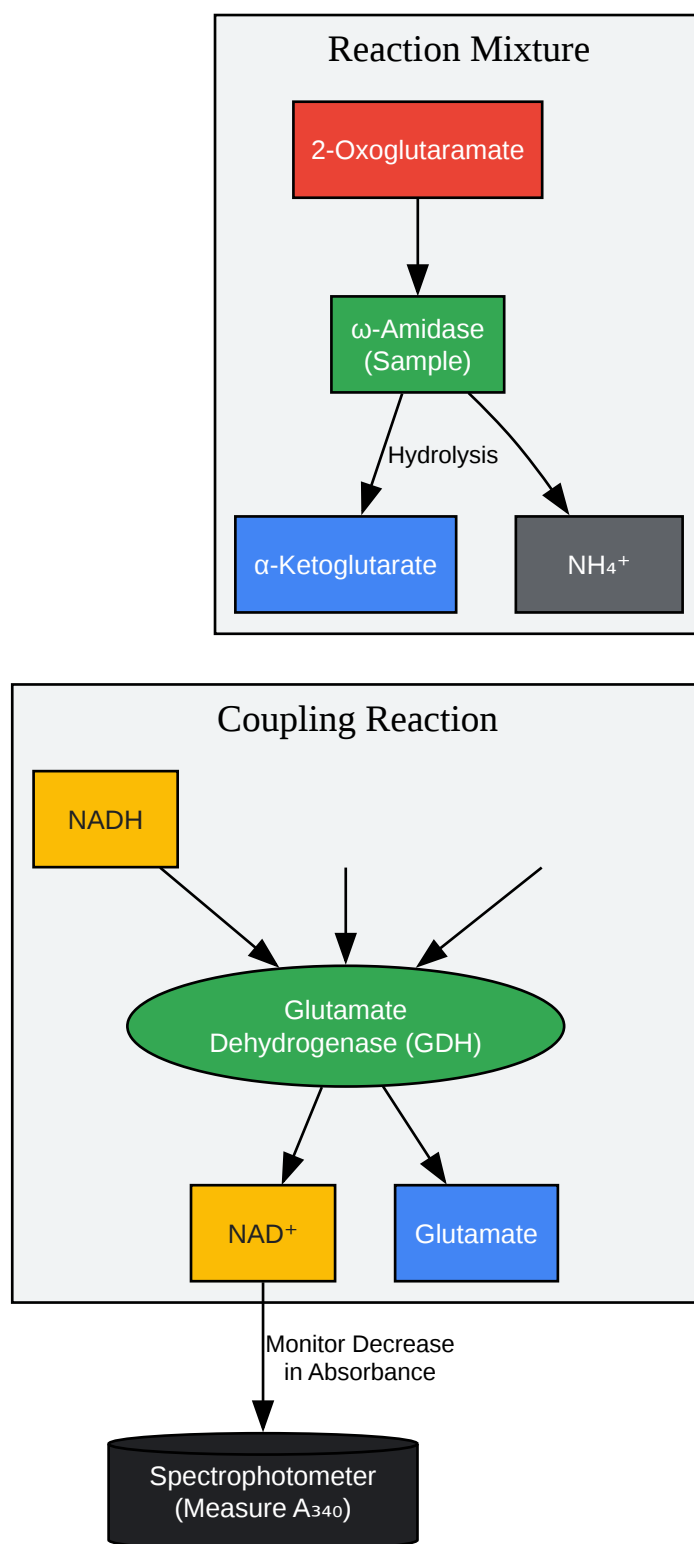 Reaction Mixture
2-Oxoglutaramate
ω-Amidase
(Sample)
Hydrolysis
α-Ketoglutarate
NH₄⁺
Coupling Reaction
NADH
Glutamate
Dehydrogenase (GDH)
NAD⁺
Glutamate
Monitor Decrease
in Absorbance
Spectrophotometer
(Measure A₃₄₀)